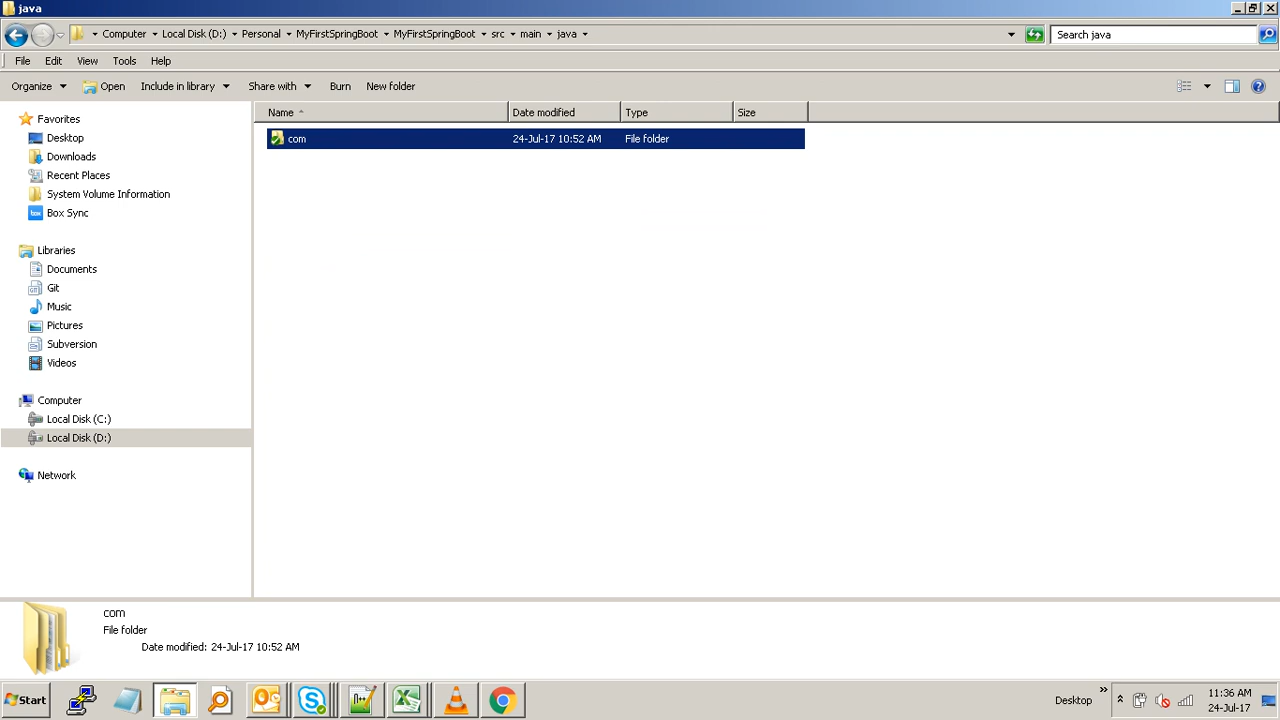 java
Computer Local Disk (D:) Personal MyFirstSpringBoot MyFirstSpringBoot src main java Search java
File Edit View Tools Help
Organize Open Include in library Share with Burn New folder
Name Date modified Type Size
com 24-Jul-17 10:52 AM File folder
Favorites
Desktop
Downloads
Recent Places
System Volume Information
box Box Sync
Libraries
Documents
Git
Music
Pictures
Subversion
Videos
Computer
Local Disk (C:)
Local Disk (D:)
Network
com
File folder
Date modified: 24-Jul-17 10:52 AM
Start Desktop 11:36 AM
24-Jul-17